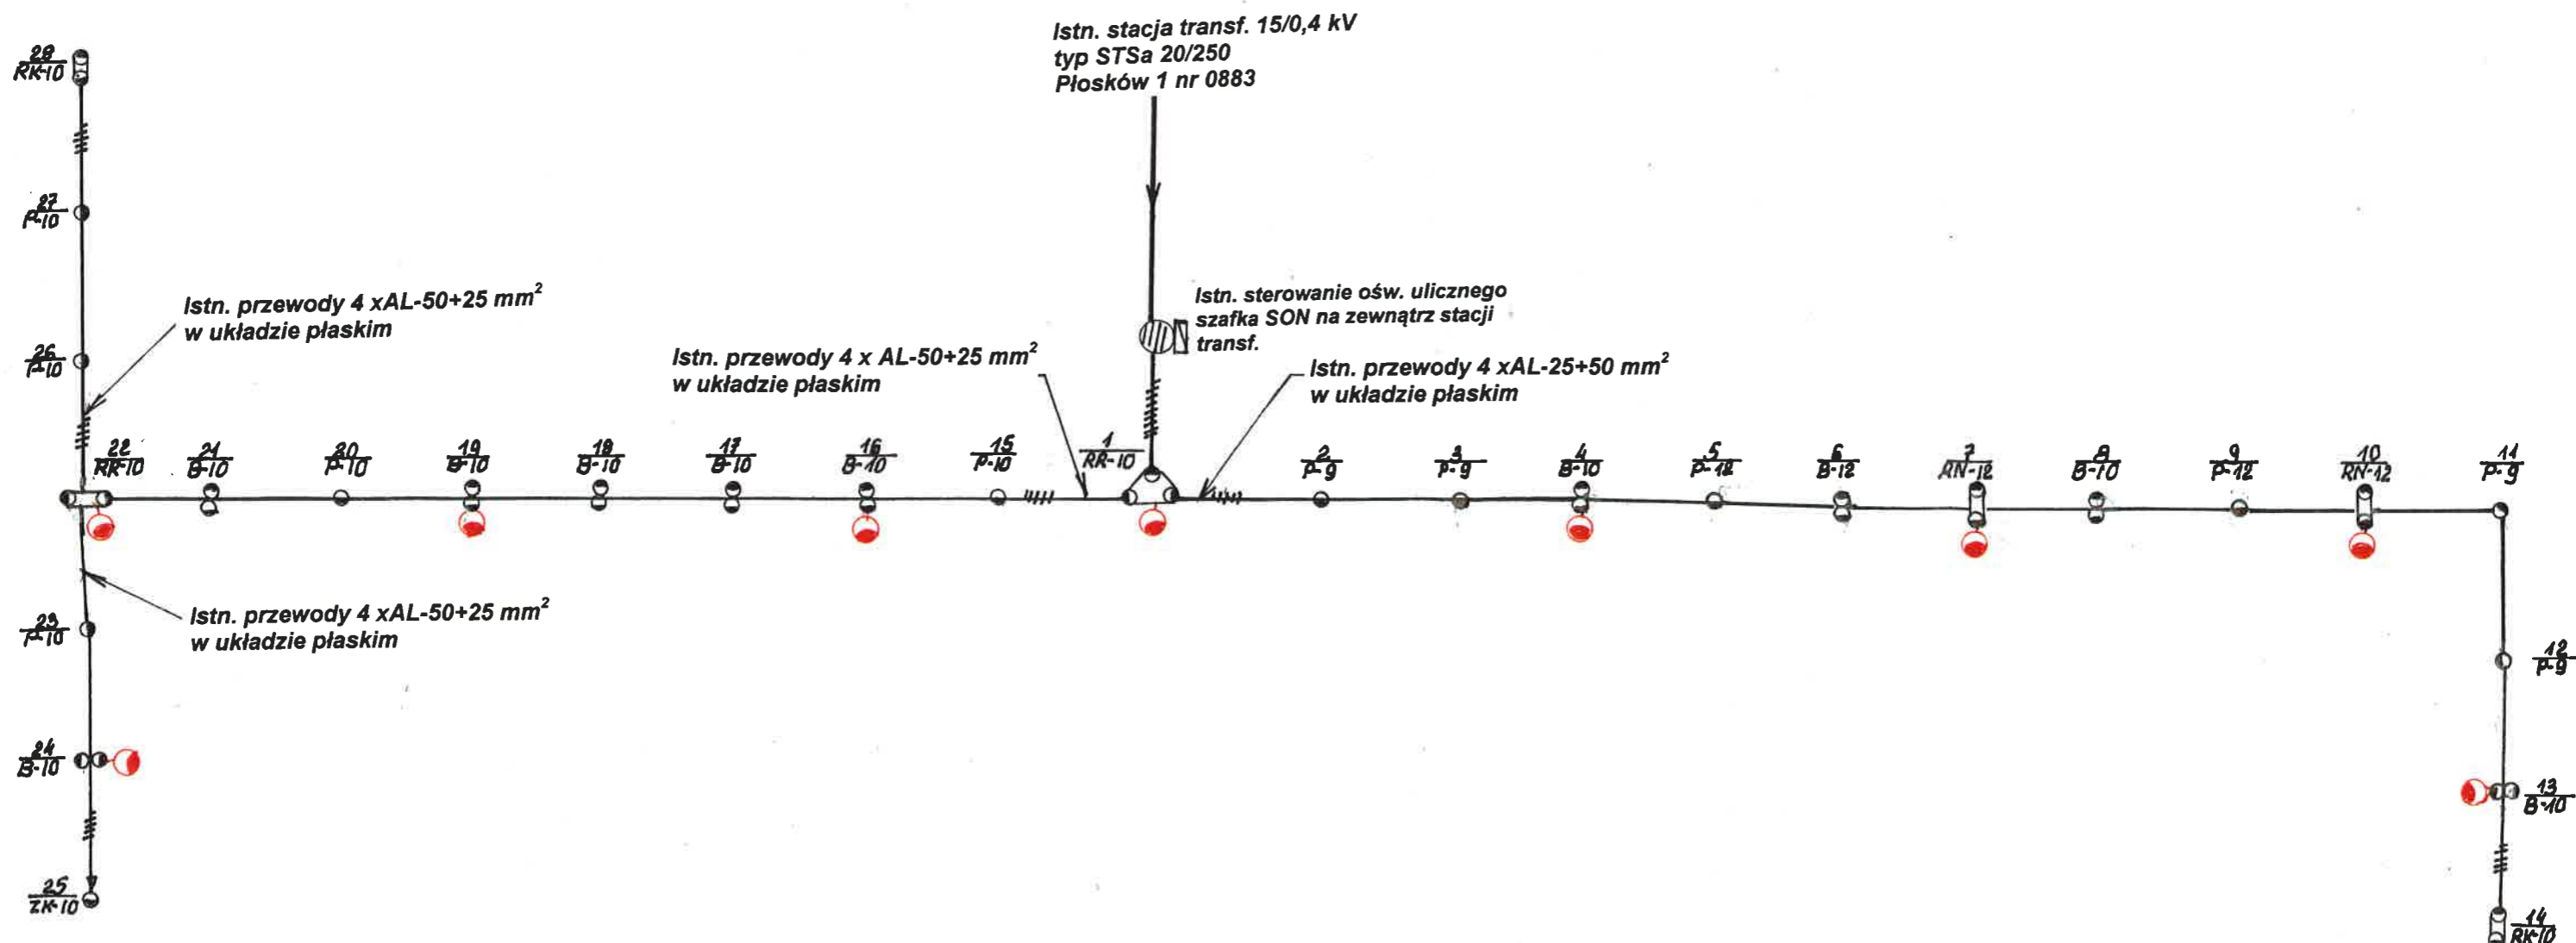 Istn. stacja transf. 15/0,4 kV
typ STSa 20/250
Płosków 1 nr 0883
28
RK-10
27
P-10
Istn. przewody 4 xAL-50+25 mm²
w układzie płaskim
Istn. sterowanie ośw. ulicznego
szafka SON na zewnątrz stacji
transf.
26
P-10
Istn. przewody 4 x AL-50+25 mm²
w układzie płaskim
Istn. przewody 4 xAL-25+50 mm²
w układzie płaskim
22
RR-10
21
B-10
20
P-10
19
B-10
18
B-10
17
B-10
16
B-10
15
P-10
1
RR-10
2
P-9
3
P-9
4
B-10
5
P-12
6
B-12
7
RN-12
8
B-10
9
P-12
10
RN-12
11
P-9
Istn. przewody 4 xAL-50+25 mm²
w układzie płaskim
23
P-10
12
P-9
24
B-10
13
B-10
25
ZK-10
14
RK-10